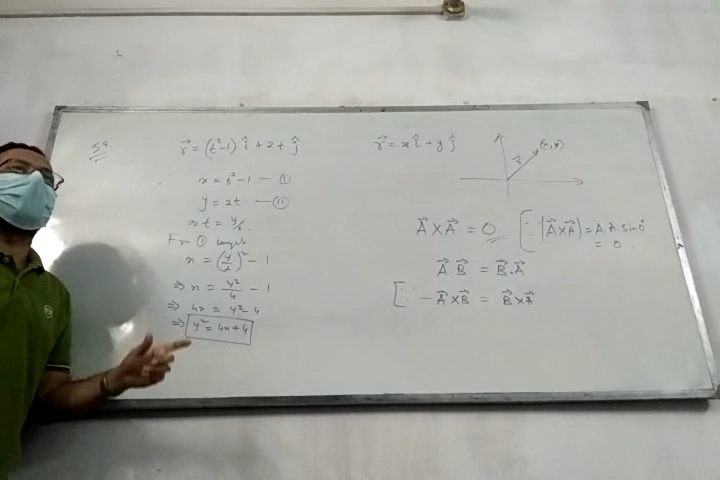 5a.
r⃗ = (t²-1) î + 2t ĵ
x = t²-1 — ①
y = 2t — ②
⇒ t = y/2.
From ① we get.
x = (y/2)² - 1
⇒ x = y²/4 - 1
⇒ 4x = y² - 4
⇒ y² = 4x + 4
r⃗ = x î + y ĵ
(x, y)
r⃗
A⃗ × A⃗ = 0 [∵ |A⃗ × A⃗| = A.A. sin 0°
= 0.
A⃗ . B⃗ = B⃗ . A⃗
[∵ - A⃗ × B⃗ = B⃗ × A⃗